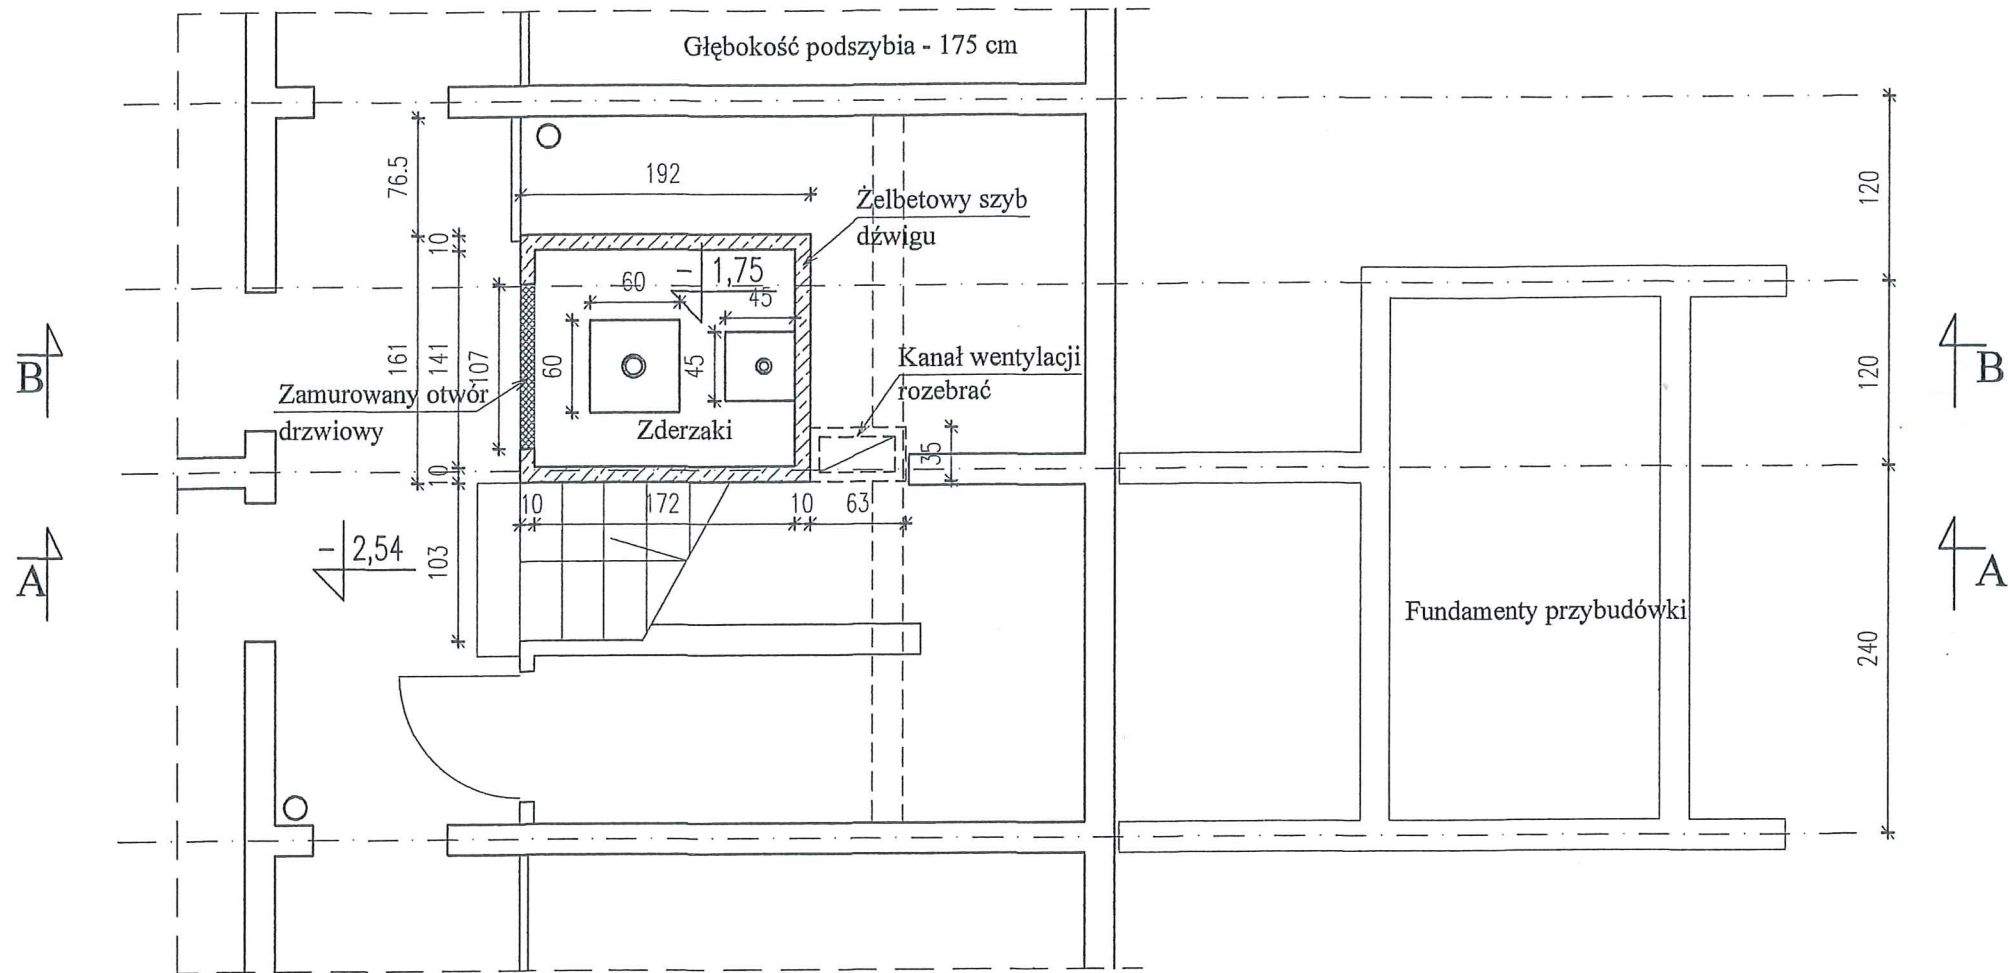 Głębokość podszybia - 175 cm
76.5
192
120
Żelbetowy szyb
dźwigu
10
- 1,75
60
45
161
141
107
60
45
Kanał wentylacji
rozebrać
120
B
B
Zamurowany otwór
drzwiowy
Zderzaki
35
10
10
172
10
63
- 2,54
103
A
A
Fundamenty przybudówki
240